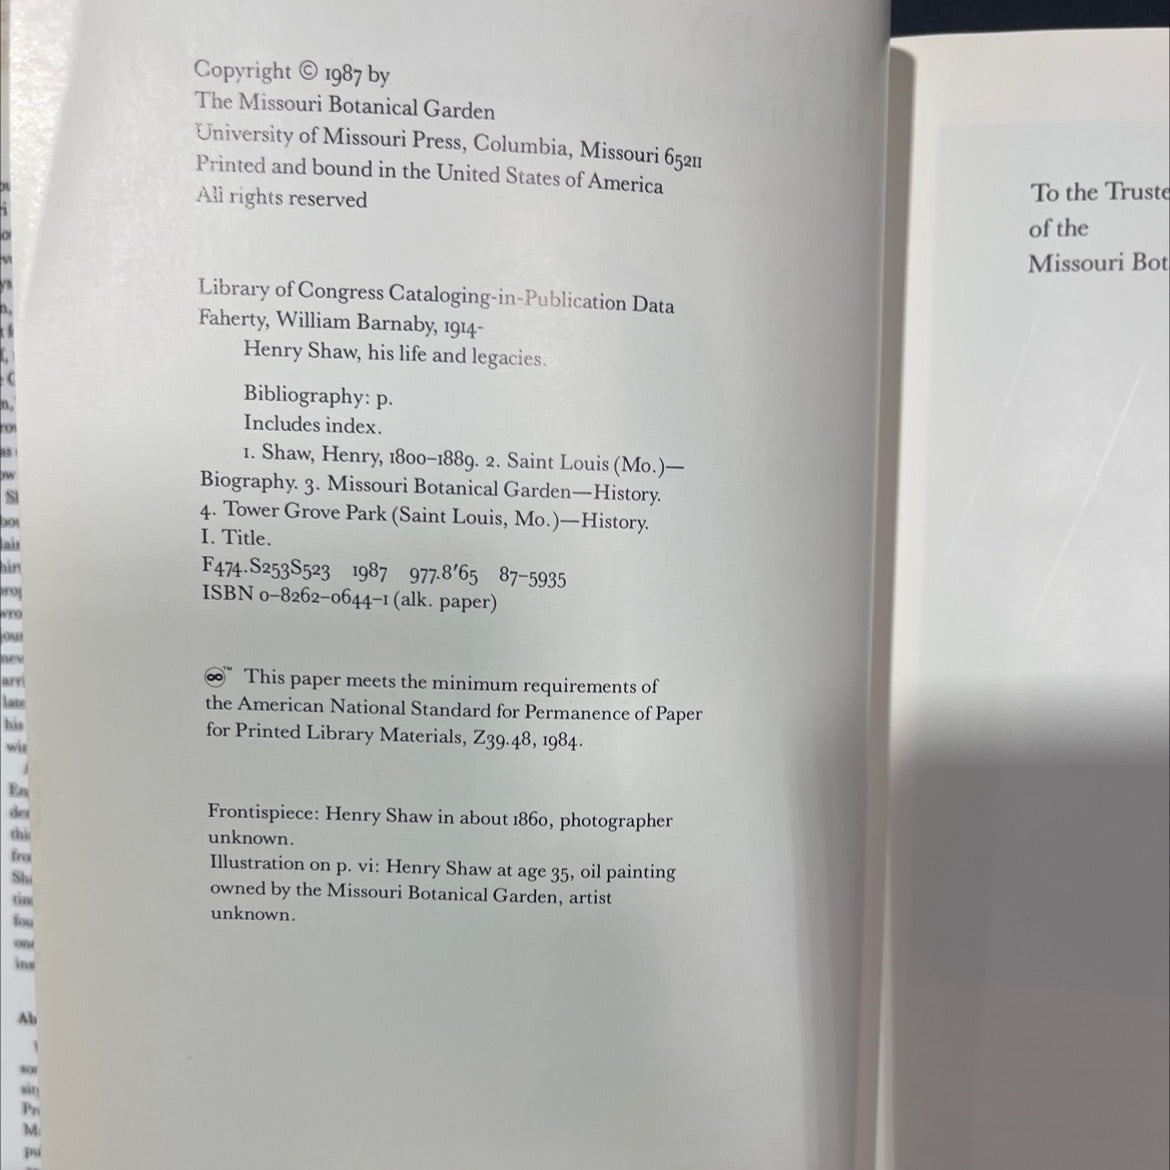 Copyright © 1987 by
The Missouri Botanical Garden
University of Missouri Press, Columbia, Missouri 65211
Printed and bound in the United States of America
All rights reserved
Library of Congress Cataloging-in-Publication Data
Faherty, William Barnaby, 1914-
Henry Shaw, his life and legacies.
Bibliography: p.
Includes index.
1. Shaw, Henry, 1800–1889. 2. Saint Louis (Mo.)—
Biography. 3. Missouri Botanical Garden—History.
4. Tower Grove Park (Saint Louis, Mo.)—History.
I. Title.
F474.S253S523 1987 977.8'65 87–5935
ISBN 0–8262–0644–1 (alk. paper)
™ This paper meets the minimum requirements of
the American National Standard for Permanence of Paper
for Printed Library Materials, Z39.48, 1984.
Frontispiece: Henry Shaw in about 1860, photographer
unknown.
Illustration on p. vi: Henry Shaw at age 35, oil painting
owned by the Missouri Botanical Garden, artist
unknown.
To the Truste
of the
Missouri Bot